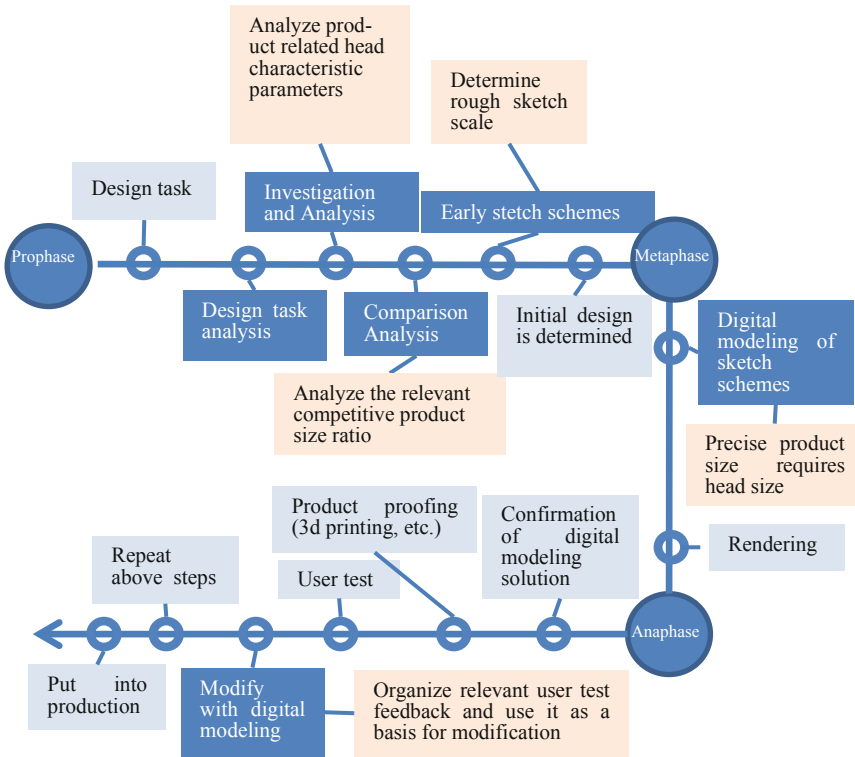 Analyze prod-
uct related head
characteristic
parameters
Determine
rough sketch
scale
Design task
Investigation
and Analysis
Early stetch schemes
Prophase
Metaphase
Design task
analysis
Comparison
Analysis
Initial design
is determined
Digital
modeling of
sketch
schemes
Analyze the relevant
competitive product
size ratio
Precise product
size requires
head size
Product proofing
(3d printing, etc.)
Confirmation
of digital
modeling
solution
Rendering
Repeat
above steps
User test
Anaphase
Put into
production
Modify
with digital
modeling
Organize relevant user test
feedback and use it as a
basis for modification